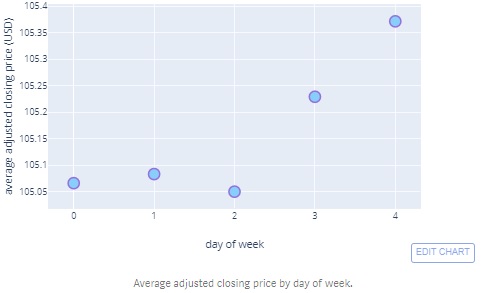 average adjusted closing price (USD)
105.4
105.35
105.3
105.25
105.2
105.15
105.1
105.05
0 1 2 3 4
day of week
EDIT CHART
Average adjusted closing price by day of week.